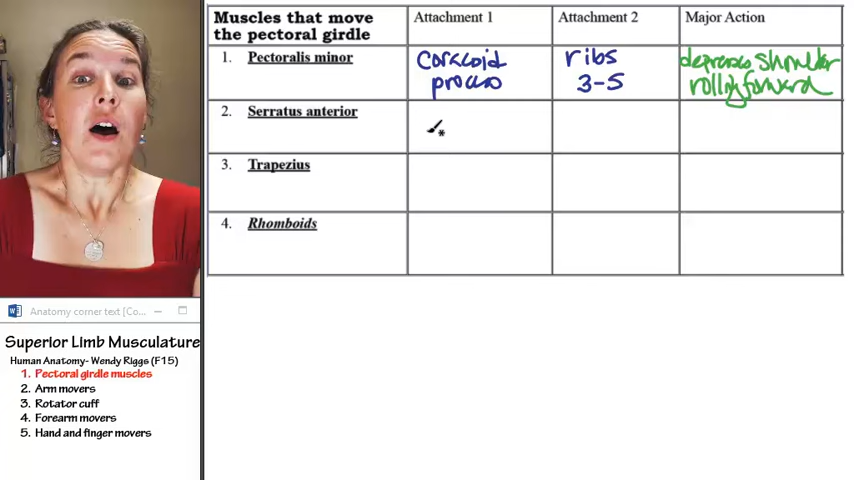 Muscles that move
the pectoral girdle
Attachment 1
Attachment 2
Major Action
1. Pectoralis minor
coracoid
process
ribs
3-5
depresses shoulder
rolling forward
2. Serratus anterior
3. Trapezius
4. Rhomboids
Anatomy corner text [Co...
Superior Limb Musculature
Human Anatomy- Wendy Riggs (F15)
1. Pectoral girdle muscles
2. Arm movers
3. Rotator cuff
4. Forearm movers
5. Hand and finger movers